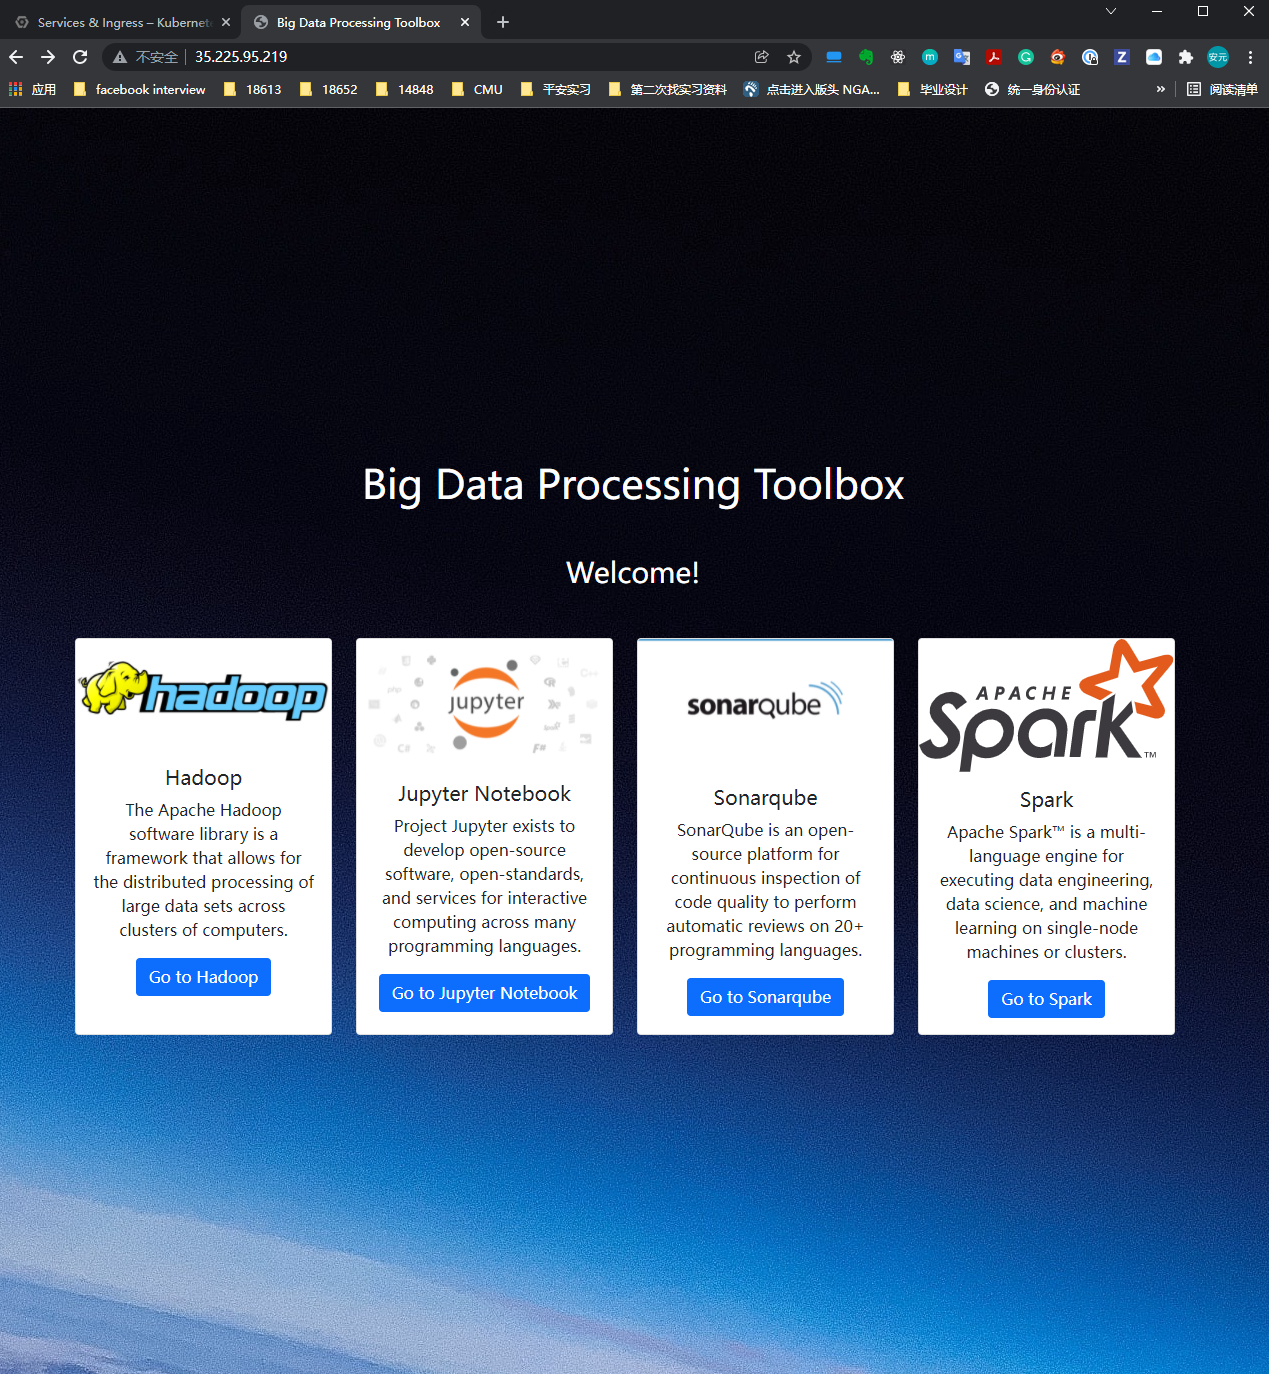 Services & Ingress – Kubernet
Big Data Processing Toolbox
不安全
35.225.95.219
安元
应用
facebook interview
18613
18652
14848
CMU
平安实习
第二次找实习资料
点击进入版头 NGA...
毕业设计
统一身份认证
»
阅读清单
Big Data Processing Toolbox
Welcome!
hadoop
Hadoop
The Apache Hadoop
software library is a
framework that allows for
the distributed processing of
large data sets across
clusters of computers.
Go to Hadoop
C++
R
jupyter
C#
F#
Jupyter Notebook
Project Jupyter exists to
develop open-source
software, open-standards,
and services for interactive
computing across many
programming languages.
Go to Jupyter Notebook
sonarqube
Sonarqube
SonarQube is an open-
source platform for
continuous inspection of
code quality to perform
automatic reviews on 20+
programming languages.
Go to Sonarqube
APACHE
Spark™
Spark
Apache Spark™ is a multi-
language engine for
executing data engineering,
data science, and machine
learning on single-node
machines or clusters.
Go to Spark